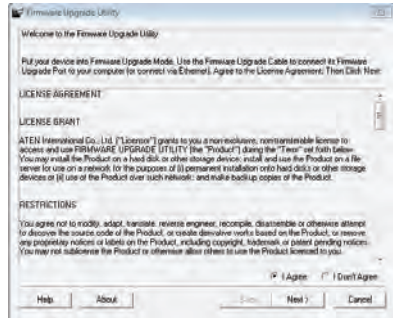 Firmware Upgrade Utility
Welcome to the Firmware Upgrade Utility
Put your device into Firmware Upgrade Mode. Use the Firmware Upgrade Cable to connect its Firmware
Upgrade Port to your computer (or connect via Ethernet). Agree to the License Agreement; Then Click Next
LICENSE AGREEMENT
LICENSE GRANT
ATEN International Co., Ltd. ("Licensor") grants to you a non-exclusive, non-transferable license to
access and use FIRMWARE UPGRADE UTILITY (the "Product") during the "Term" set forth below.
You may install the Product on a hard disk or other storage device; install and use the Product on a file
server for use on a network for the purposes of (i) permanent installation onto hard disks or other storage
devices or (ii) use of the Product over such network; and make backup copies of the Product.
RESTRICTIONS
You agree not to modify, adapt, translate, reverse engineer, recompile, disassemble or otherwise attempt
to discover the source code of the Product, or create derivative works based on the Product, or remove
any proprietary notices or labels on the Product, including copyright, trademark or patent pending notices.
You may not sublicense the Product or otherwise allow others to use the Product licensed to you.
I Agree I Don't Agree
Help About Next > Cancel